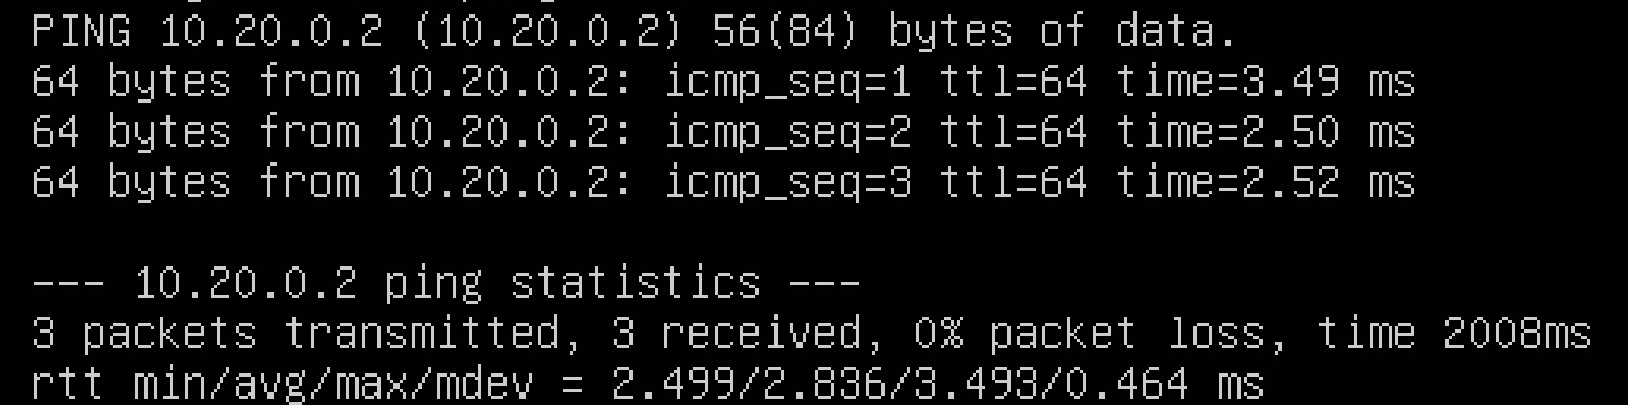 PING 10.20.0.2 (10.20.0.2) 56(84) bytes of data.
64 bytes from 10.20.0.2: icmp_seq=1 ttl=64 time=3.49 ms
64 bytes from 10.20.0.2: icmp_seq=2 ttl=64 time=2.50 ms
64 bytes from 10.20.0.2: icmp_seq=3 ttl=64 time=2.52 ms
--- 10.20.0.2 ping statistics ---
3 packets transmitted, 3 received, 0% packet loss, time 2008ms
rtt min/avg/max/mdev = 2.499/2.836/3.493/0.464 ms